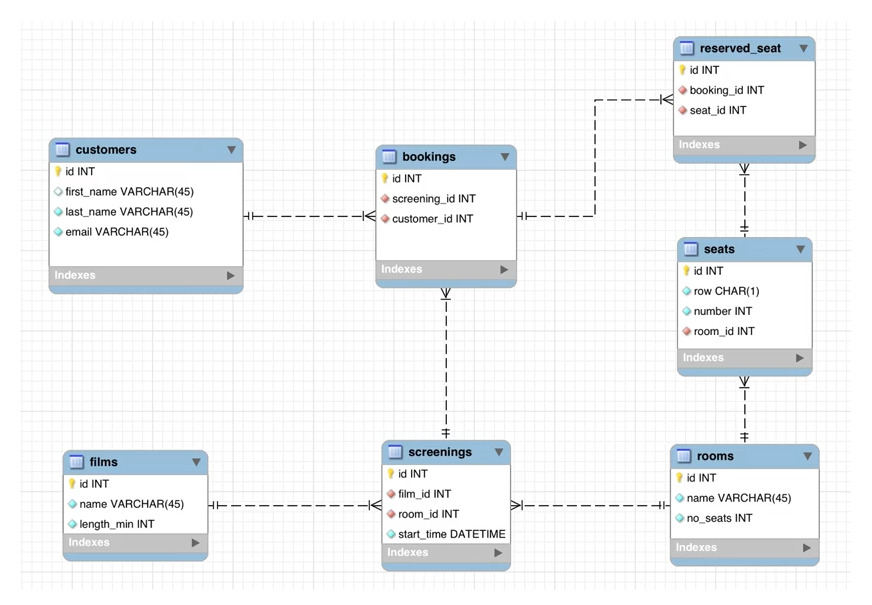 reserved_seat
id INT
booking_id INT
seat_id INT
Indexes
customers
id INT
first_name VARCHAR(45)
last_name VARCHAR(45)
email VARCHAR(45)
Indexes
bookings
id INT
screening_id INT
customer_id INT
Indexes
seats
id INT
row CHAR(1)
number INT
room_id INT
Indexes
films
id INT
name VARCHAR(45)
length_min INT
Indexes
screenings
id INT
film_id INT
room_id INT
start_time DATETIME
Indexes
rooms
id INT
name VARCHAR(45)
no_seats INT
Indexes